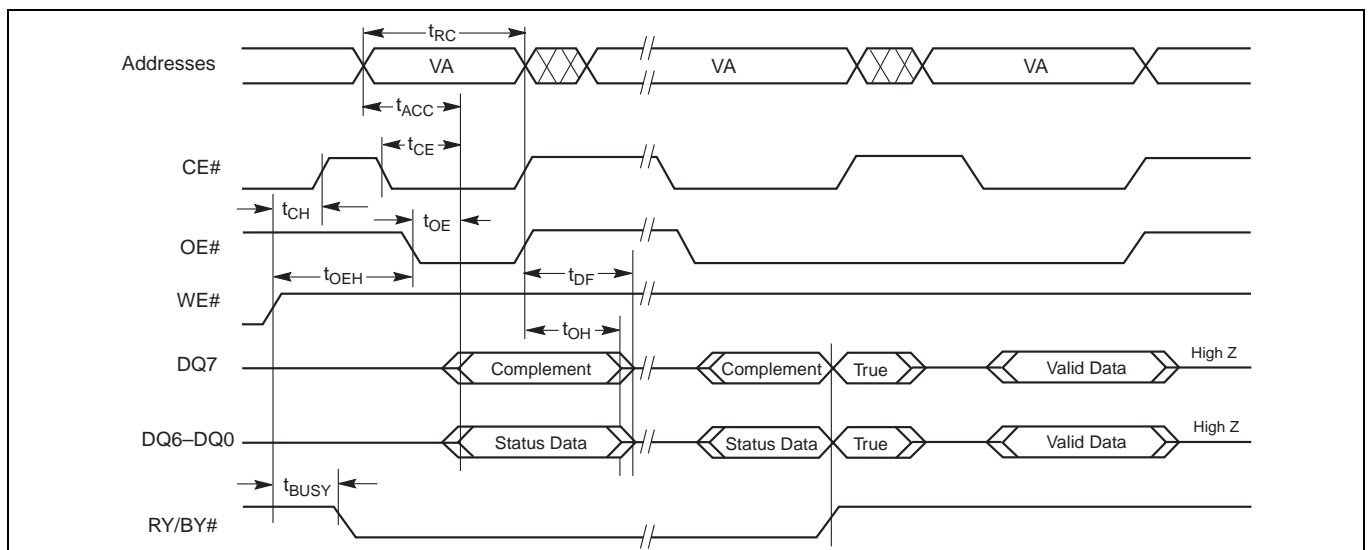 tRC
Addresses VA VA VA
tACC
tCE
CE#
tCH tOE
OE#
tOEH tDF
WE#
tOH
DQ7 Complement Complement True Valid Data High Z
DQ6–DQ0 Status Data Status Data True Valid Data High Z
tBUSY
RY/BY#